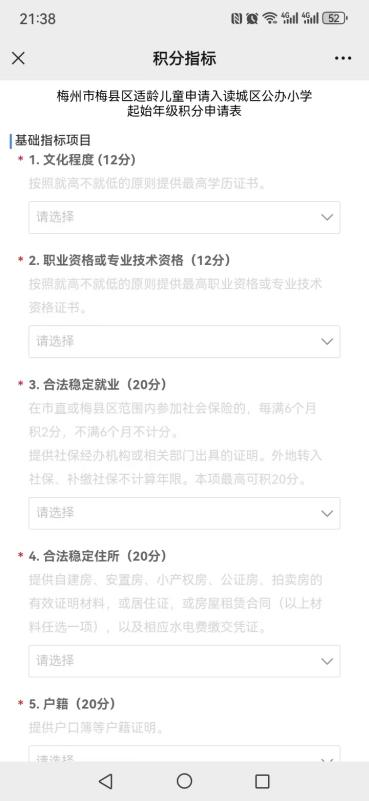 21:38
4G 4G 52
积分指标
梅州市梅县区适龄儿童申请入读城区公办小学
起始年级积分申请表
基础指标项目
* 1. 文化程度 (12分)
按照就高不就低的原则提供最高学历证书。
请选择
* 2. 职业资格或专业技术资格（12分）
按照就高不就低的原则提供最高职业资格或专业技术
资格证书。
请选择
* 3. 合法稳定就业（20分）
在市直或梅县区范围内参加社会保险的，每满6个月
积2分，不满6个月不计分。
提供社保经办机构或相关部门出具的证明。外地转入
社保、补缴社保不计算年限。本项最高可积20分。
请选择
* 4. 合法稳定住所（20分）
提供自建房、安置房、小产权房、公证房、拍卖房的
有效证明材料，或居住证，或房屋租赁合同（以上材
料任选一项），以及相应水电费缴交凭证。
请选择
* 5. 户籍（20分）
提供户口簿等户籍证明。
请选择